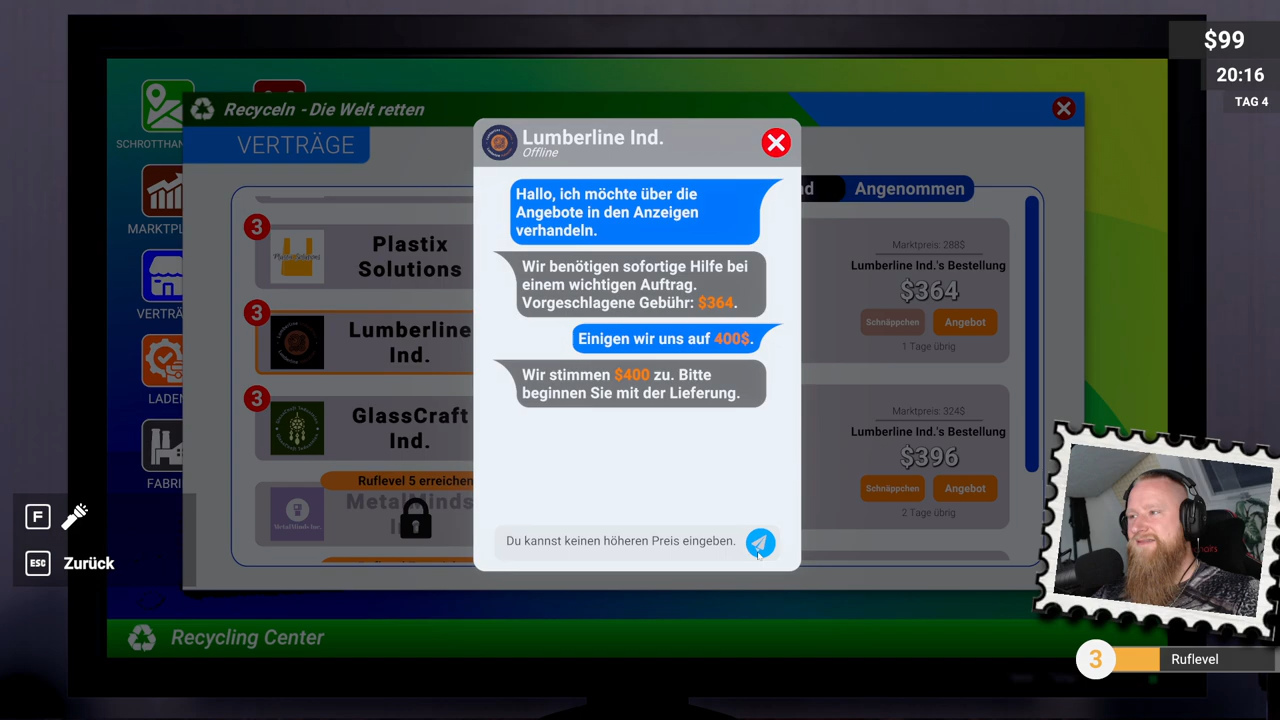 $99
20:16
TAG 4
Recyceln - Die Welt retten
SCHROTTHAN
VERTRÄGE
MARKTPL
VERTRÄ
LADEN
FABRI
3
Plastix
Solutions
3
Lumberline
Ind.
3
GlassCraft
Ind.
Ruflevel 5 erreichen
MetalMinds
Lumberline Ind.
Offline
Hallo, ich möchte über die
Angebote in den Anzeigen
verhandeln.
Wir benötigen sofortige Hilfe bei
einem wichtigen Auftrag.
Vorgeschlagene Gebühr: $364.
Einigen wir uns auf 400$.
Wir stimmen $400 zu. Bitte
beginnen Sie mit der Lieferung.
Du kannst keinen höheren Preis eingeben.
Angenommen
Marktpreis: 288$
Lumberline Ind.'s Bestellung
$364
Schnäppchen Angebot
1 Tage übrig
Marktpreis: 324$
Lumberline Ind.'s Bestellung
$396
Schnäppchen Angebot
2 Tage übrig
F
ESC Zurück
Recycling Center
3 Ruflevel